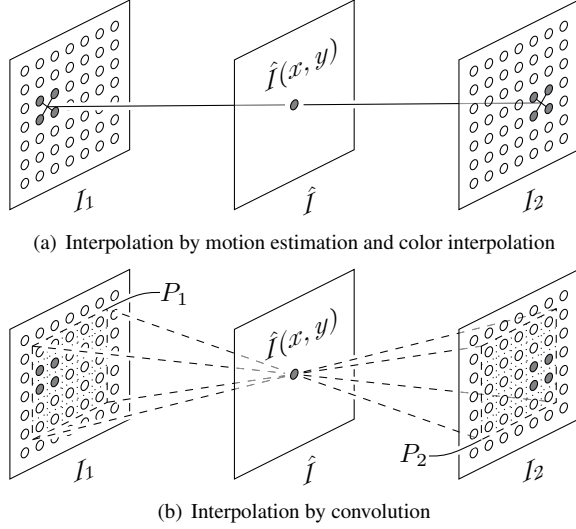 Î(x, y)
I₁
Î
I₂
(a) Interpolation by motion estimation and color interpolation
P₁
Î(x, y)
P₂
I₁
Î
I₂
(b) Interpolation by convolution